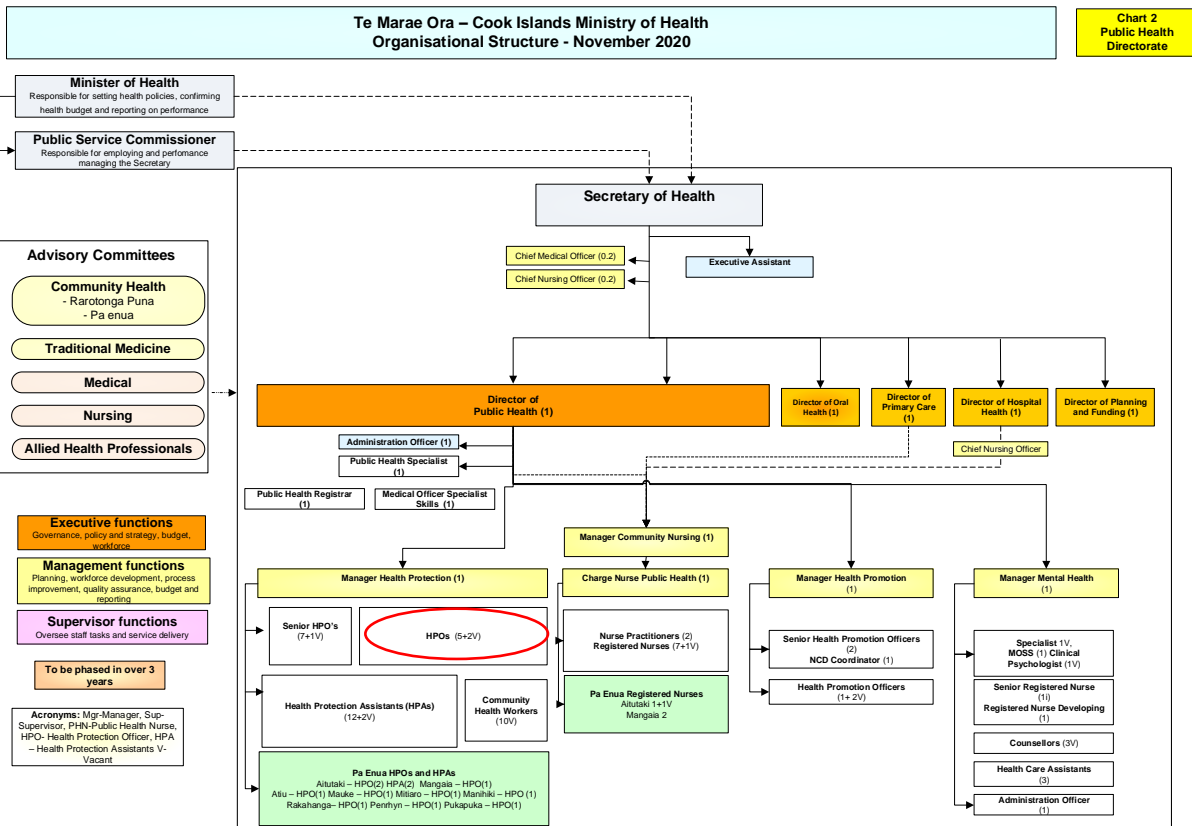 Te Marae Ora – Cook Islands Ministry of Health
Organisational Structure - November 2020
Chart 2
Public Health
Directorate
Minister of Health
Responsible for setting health policies, confirming
health budget and reporting on performance
Public Service Commissioner
Responsible for employing and perfomance
managing the Secretary
Secretary of Health
Chief Medical Officer (0.2)
Executive Assistant
Chief Nursing Officer (0.2)
Advisory Committees
Community Health
- Rarotonga Puna
- Pa enua
Traditional Medicine
Medical
Nursing
Allied Health Professionals
Director of
Public Health (1)
Director of Oral
Health (1)
Director of
Primary Care
(1)
Director of Hospital
Health (1)
Director of Planning
and Funding (1)
Chief Nursing Officer
Administration Officer (1)
Public Health Specialist
(1)
Public Health Registrar
(1)
Medical Officer Specialist
Skills (1)
Executive functions
Governance, policy and strategy, budget,
workforce
Management functions
Planning, workforce development, process
improvement, quality assurance, budget and
reporting
Supervisor functions
Oversee staff tasks and service delivery
To be phased in over 3
years
Acronyms: Mgr-Manager, Sup-
Supervisor, PHN-Public Health Nurse,
HPO- Health Protection Officer, HPA
– Health Protection Assistants V-
Vacant
Manager Community Nursing (1)
Manager Health Protection (1)
Charge Nurse Public Health (1)
Manager Health Promotion
(1)
Manager Mental Health
(1)
Senior HPO's
(7+1V)
HPOs (5+2V)
Health Protection Assistants (HPAs)
(12+2V)
Community
Health Workers
(10V)
Pa Enua HPOs and HPAs
Aitutaki – HPO(2) HPA(2) Mangaia – HPO(1)
Atiu – HPO(1) Mauke – HPO(1) Mitiaro – HPO(1) Manihiki – HPO (1)
Rakahanga– HPO(1) Penrhyn – HPO(1) Pukapuka – HPO(1)
Nurse Practitioners (2)
Registered Nurses (7+1V)
Pa Enua Registered Nurses
Aitutaki 1+1V
Mangaia 2
Senior Health Promotion Officers
(2)
NCD Coordinator (1)
Health Promotion Officers
(1+ 2V)
Specialist 1V,
MOSS (1) Clinical
Psychologist (1V)
Senior Registered Nurse
(1i)
Registered Nurse Developing
(1)
Counsellors (3V)
Health Care Assistants
(3)
Administration Officer
(1)